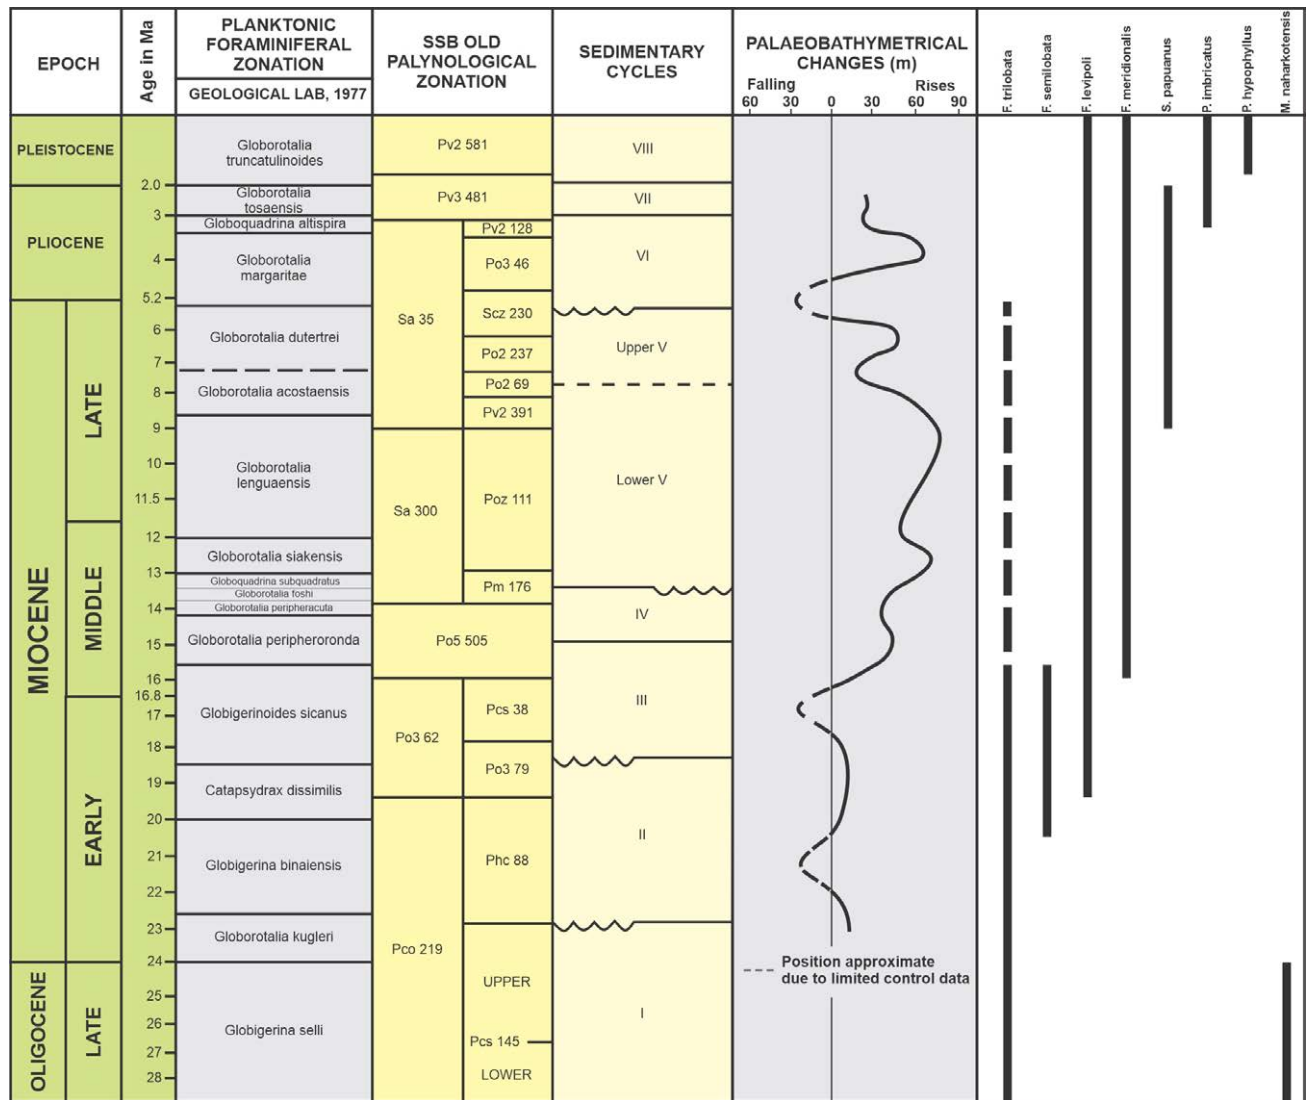 EPOCH
Age in Ma
PLANKTONIC
FORAMINIFERAL
ZONATION
GEOLOGICAL LAB, 1977
SSB OLD
PALYNOLOGICAL
ZONATION
SEDIMENTARY
CYCLES
PALAEOBATHYMETRICAL
CHANGES (m)
Falling
Rises
60 30 0 30 60 90
F. trilobata
F. semilobata
F. levipoli
F. meridionalis
S. papuanus
P. imbricatus
P. hypophyllus
M. naharkotensis
PLEISTOCENE
PLIOCENE
MIOCENE
LATE
MIDDLE
EARLY
OLIGOCENE
LATE
2.0
3
4
5.2
6
7
8
9
10
11.5
12
13
14
15
16
16.8
17
18
19
20
21
22
23
24
25
26
27
28
Globorotalia
truncatulinoides
Globorotalia
tosaensis
Globoquadrina altispira
Globorotalia
margaritae
Globorotalia dutertrei
Globorotalia acostaensis
Globorotalia
lenguaensis
Globorotalia siakensis
Globoquadrina subquadratus
Globorotalia foshi
Globorotalia peripheracuta
Globorotalia peripheroronda
Globigerinoides sicanus
Catapsydrax dissimilis
Globigerina binaiensis
Globorotalia kugleri
Globigerina selli
Pv2 581
Pv3 481
Sa 35
Sa 300
Po5 505
Po3 62
Pco 219
Pv2 128
Po3 46
Scz 230
Po2 237
Po2 69
Pv2 391
Poz 111
Pm 176
Pcs 38
Po3 79
Phc 88
UPPER
Pcs 145
LOWER
VIII
VII
VI
Upper V
Lower V
IV
III
II
I
Position approximate
due to limited control data